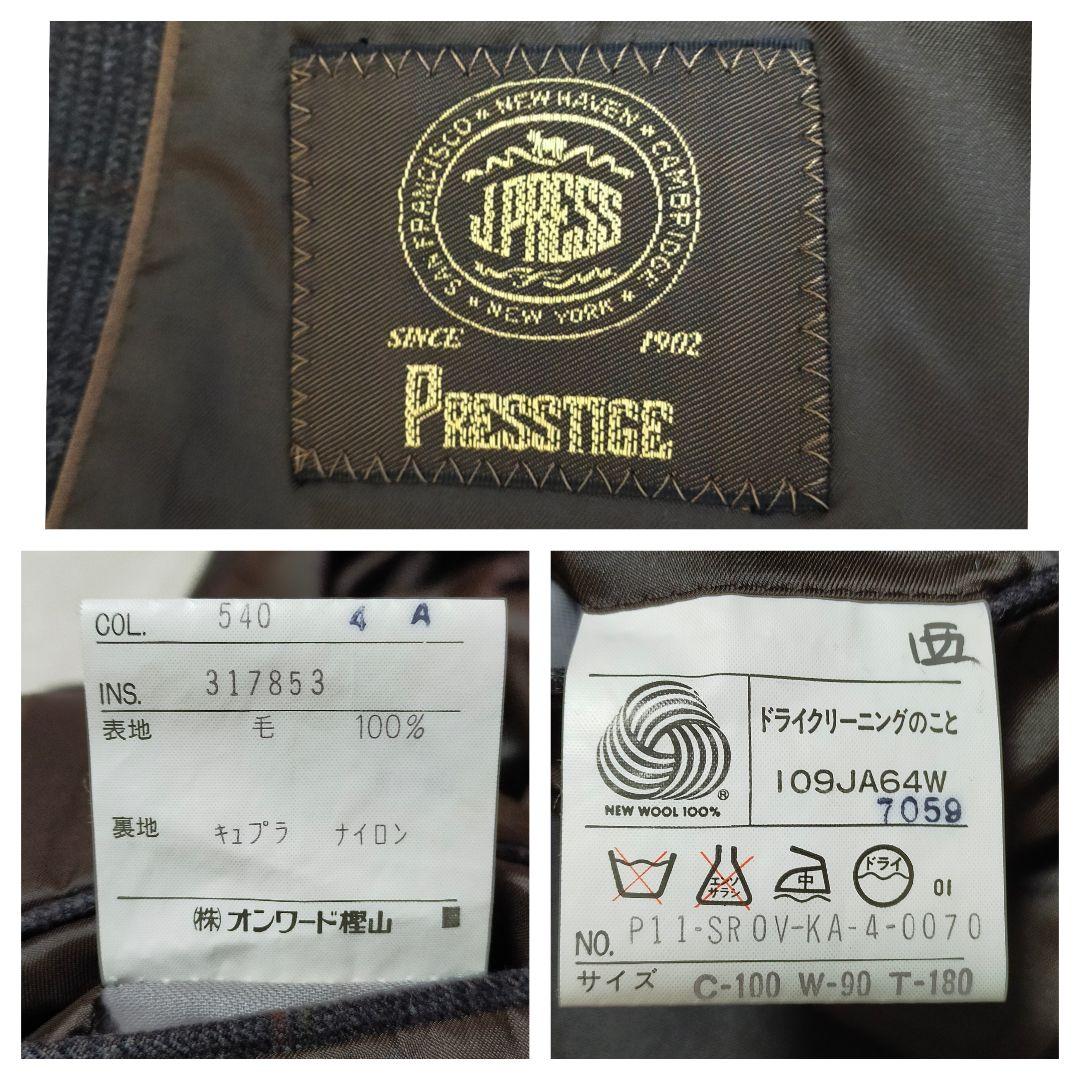 SAN FRANCISCO * NEW HAVEN * CAMBRIDGE * NEW YORK *
J.PRESS
SINCE 1902
PRESSTIGE
COL. 540 4 A
INS. 317853
表地 毛 100%
裏地 キュプラ ナイロン
㈱オンワード樫山
ドライクリーニングのこと
NEW WOOL 100%
®
109JA64W
7059
エンソ
サラシ
中
ドライ
01
NO. P11-SROV-KA-4-0070
サイズ C-100 W-90 T-180